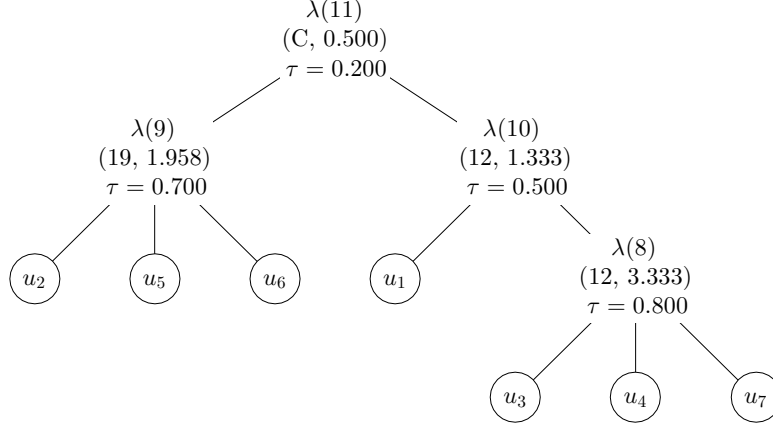 λ(11)
(C, 0.500)
τ = 0.200
λ(9)
(19, 1.958)
τ = 0.700
λ(10)
(12, 1.333)
τ = 0.500
u₂
u₅
u₆
u₁
λ(8)
(12, 3.333)
τ = 0.800
u₃
u₄
u₇